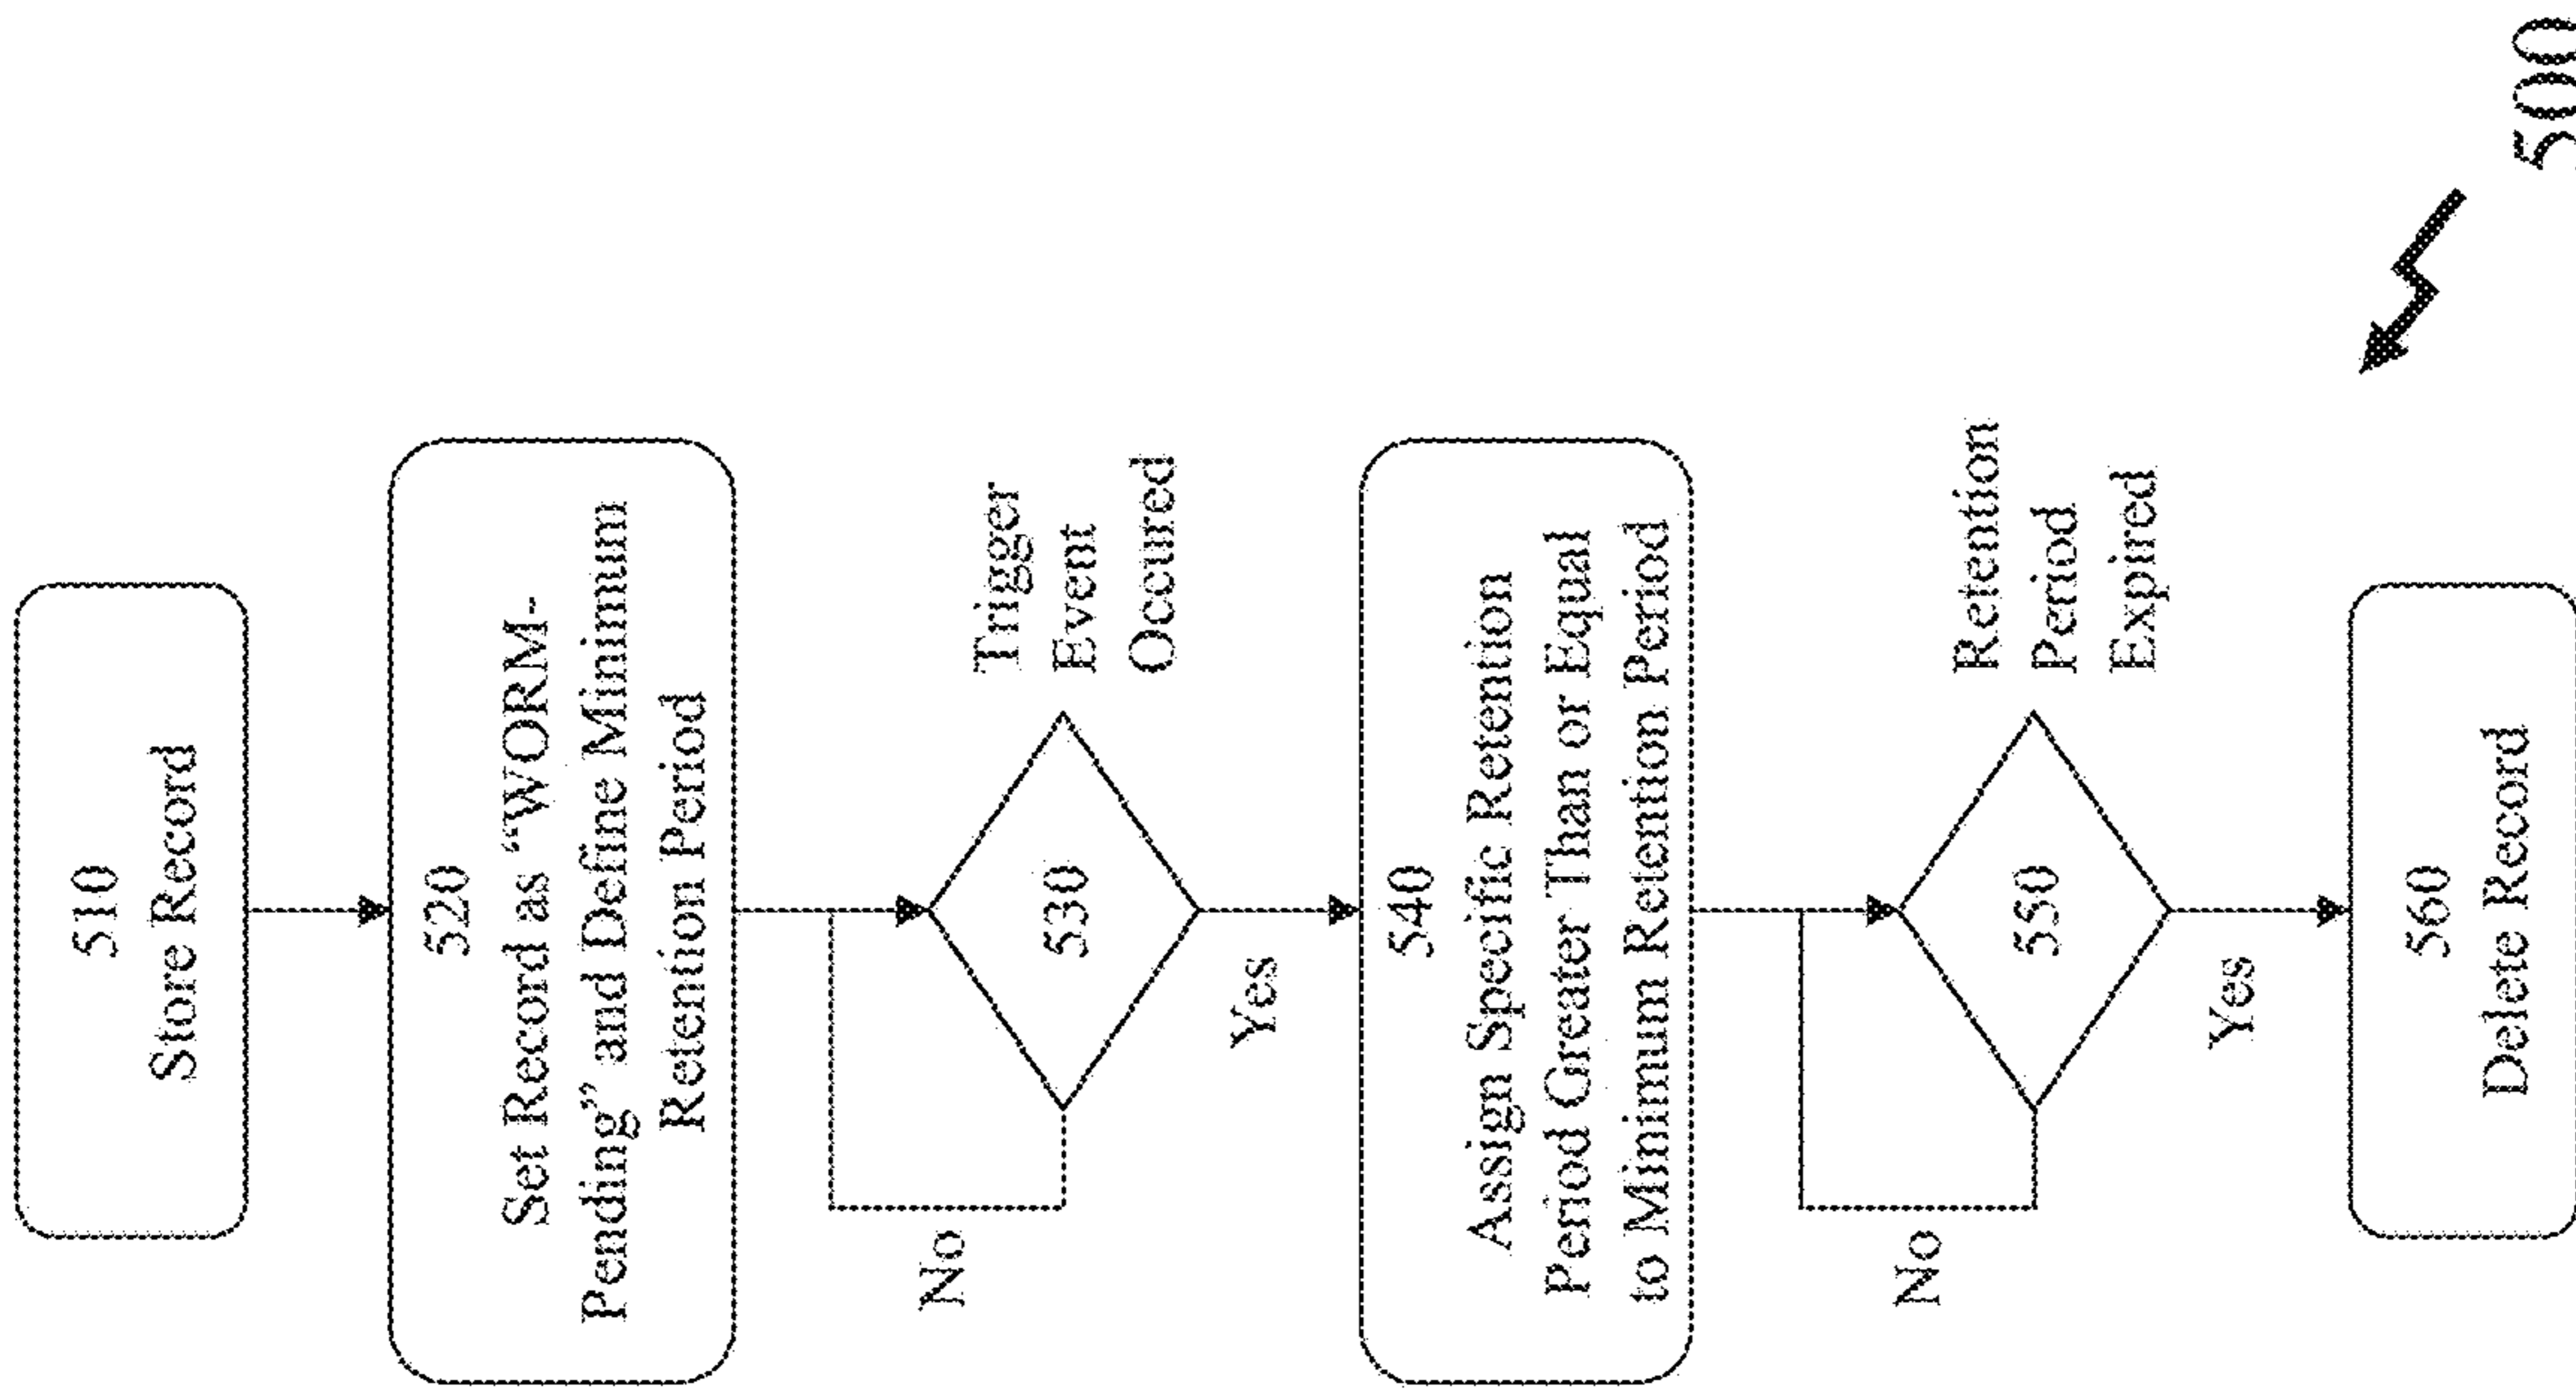 510
Store Record
520
Set Record as “WORM-
Pending” and Define Minimum
Retention Period
530
Trigger
Event
Occured
No
Yes
540
Assign Specific Retention
Period Greater Than or Equal
to Minimum Retention Period
550
Retention
Period
Expired
No
Yes
560
Delete Record
500